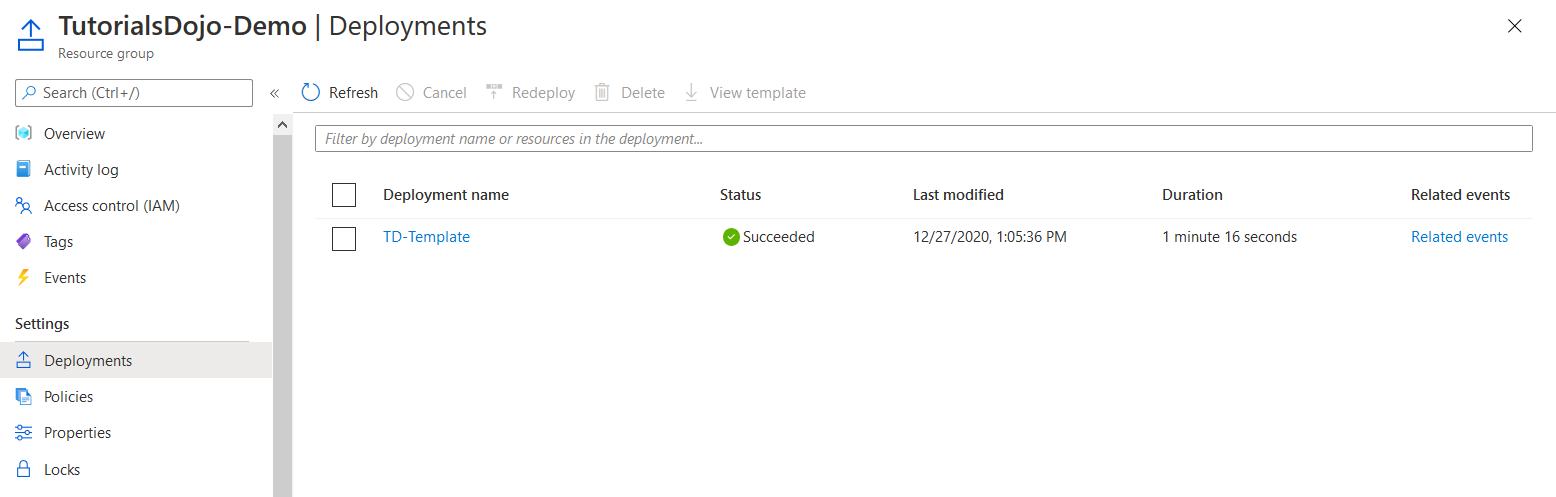 TutorialsDojo-Demo | Deployments
Resource group
Search (Ctrl+/)
«
Refresh
Cancel
Redeploy
Delete
View template
Overview
Activity log
Access control (IAM)
Tags
Events
Settings
Deployments
Policies
Properties
Locks
Filter by deployment name or resources in the deployment...
Deployment name Status Last modified Duration Related events
TD-Template Succeeded 12/27/2020, 1:05:36 PM 1 minute 16 seconds Related events